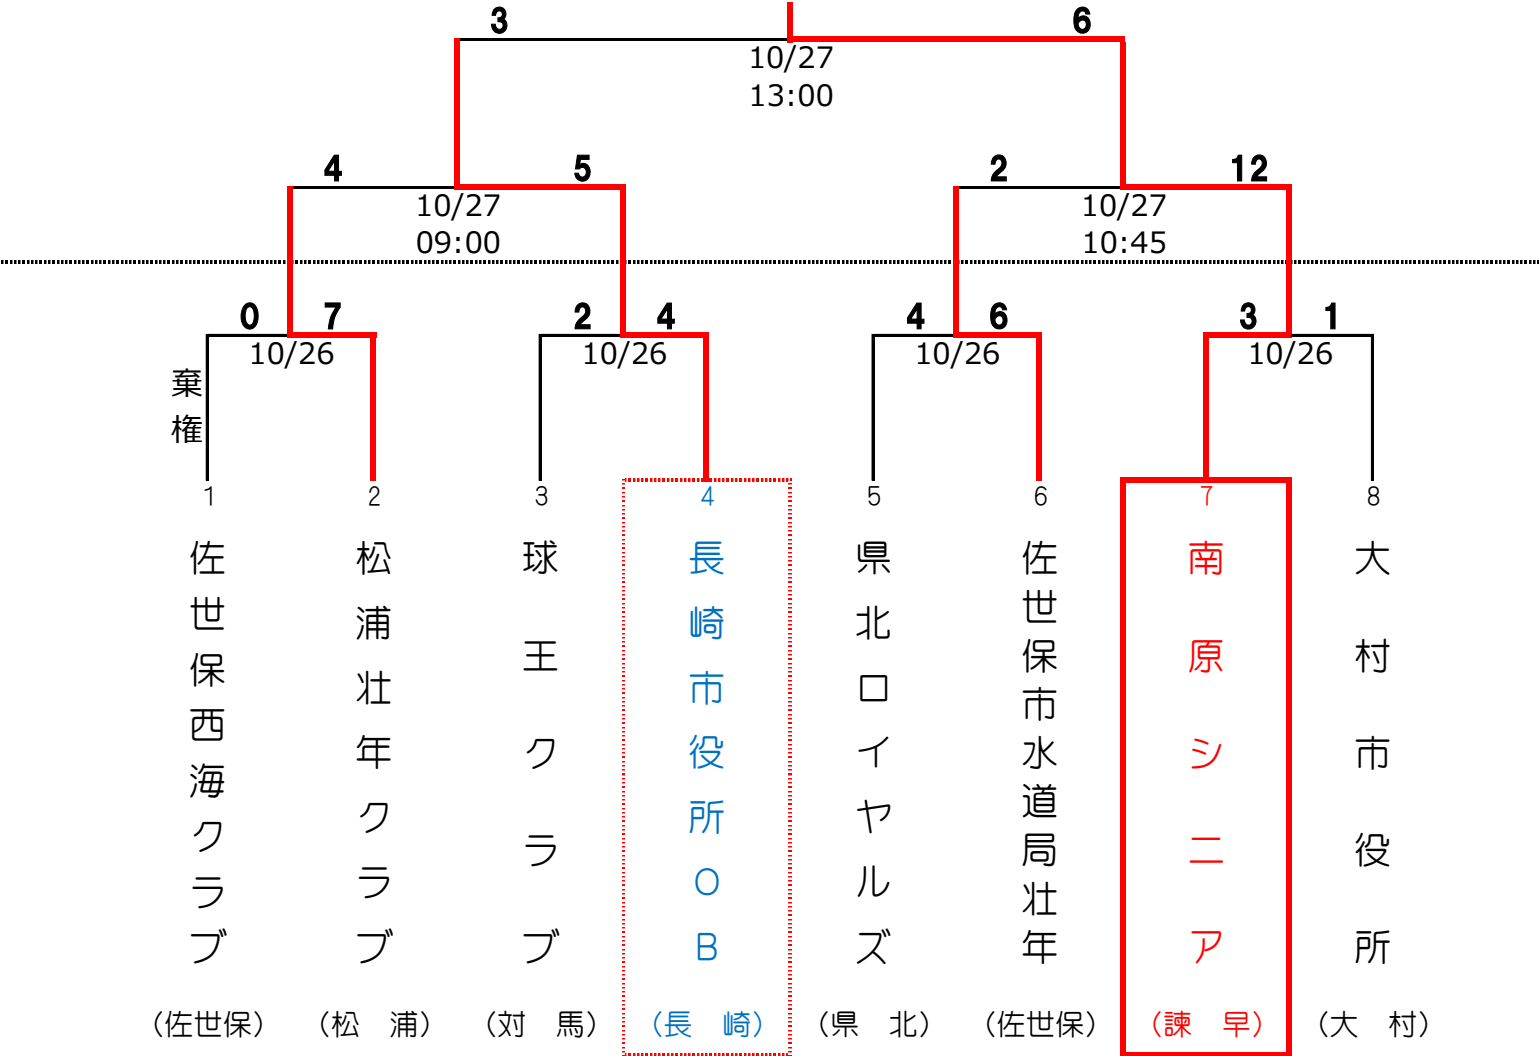 3 6
10/27
13:00
4 5 2 12
10/27 10/27
09:00 10:45
0 7 2 4 4 6 3 1
10/26 10/26 10/26 10/26
棄権
1 2 3 4 5 6 7 8
佐世保西海クラブ
松浦壮年クラブ
球王クラブ
長崎市役所OB
県北ロイヤルズ
佐世保市水道局壮年
南原シニア
大村市役所
(佐世保) (松 浦) (対 馬) (長 崎) (県 北) (佐世保) (諫 早) (大 村)